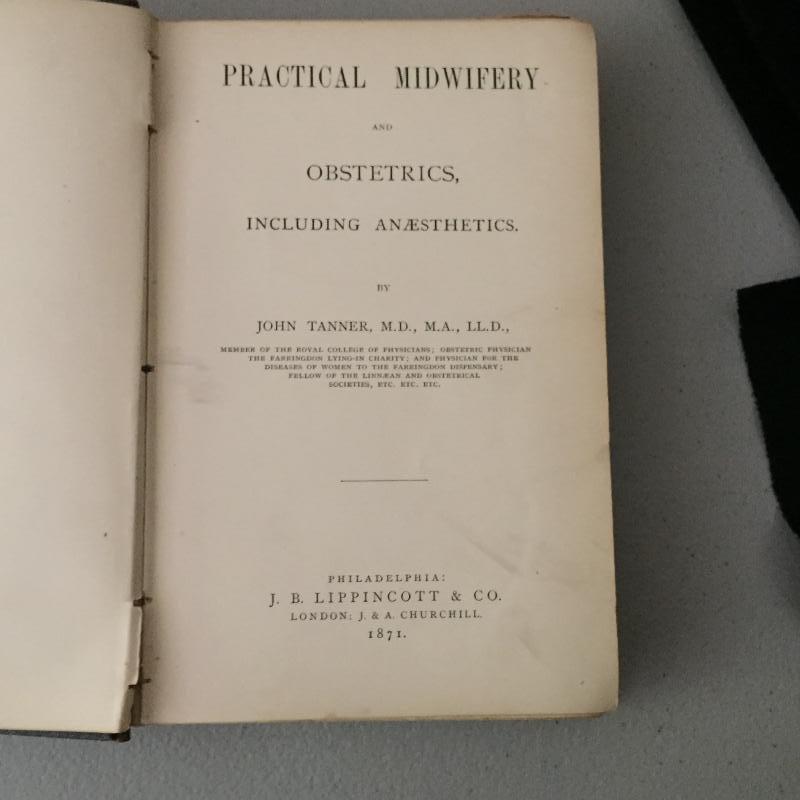 PRACTICAL MIDWIFERY
AND
OBSTETRICS,
INCLUDING ANÆSTHETICS.
BY
JOHN TANNER, M.D., M.A., LL.D.,
MEMBER OF THE ROYAL COLLEGE OF PHYSICIANS; OBSTETRIC PHYSICIAN
THE FARRINGDON LYING-IN CHARITY; AND PHYSICIAN FOR THE
DISEASES OF WOMEN TO THE FARRINGDON DISPENSARY;
FELLOW OF THE LINNÆAN AND OBSTETRICAL
SOCIETIES, ETC. ETC. ETC.
PHILADELPHIA:
J. B. LIPPINCOTT & CO.
LONDON: J. & A. CHURCHILL.
1871.